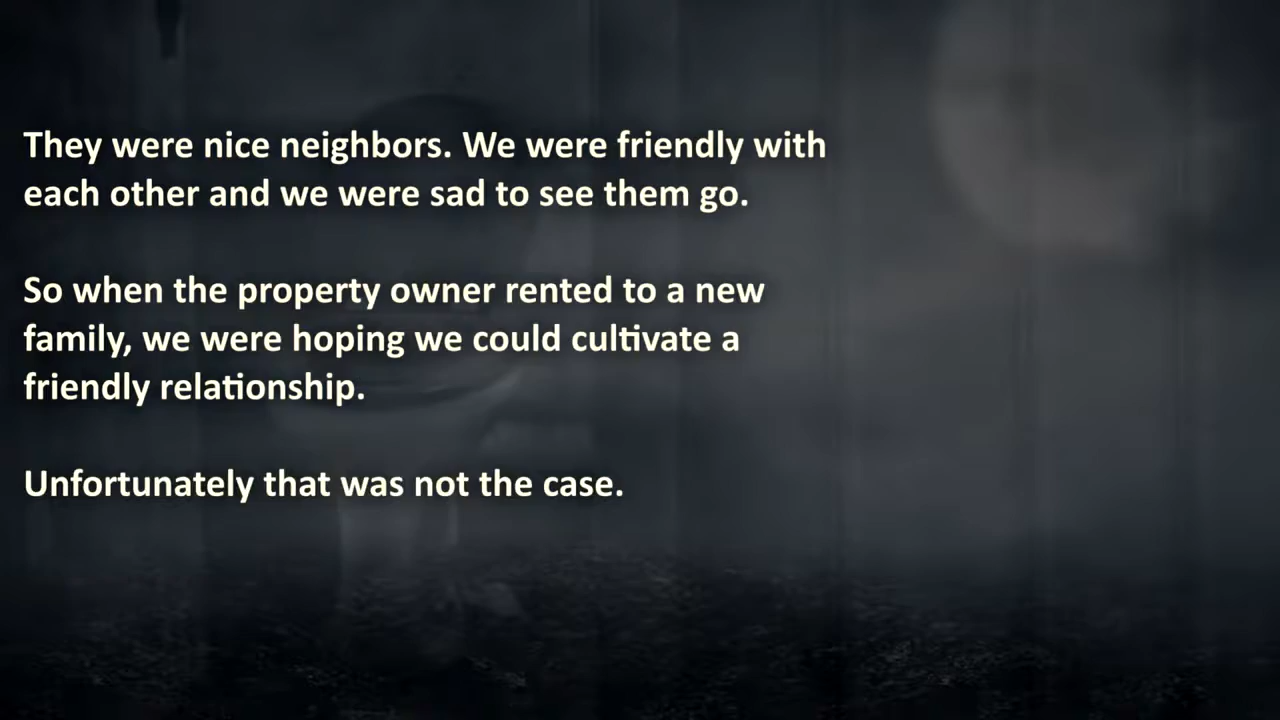 They were nice neighbors. We were friendly with
each other and we were sad to see them go.
So when the property owner rented to a new
family, we were hoping we could cultivate a
friendly relationship.
Unfortunately that was not the case.